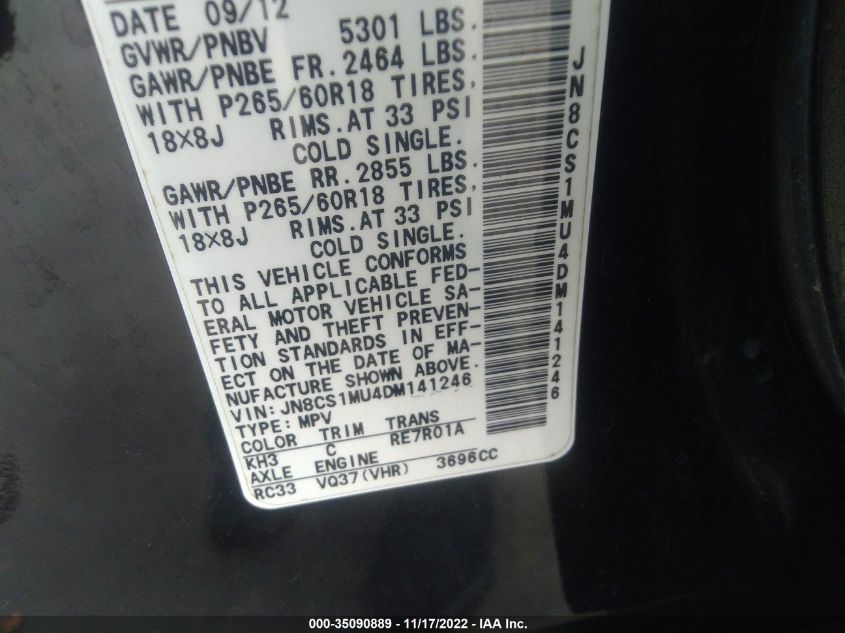 DATE 09/12
GVWR/PNBV 5301 LBS.
GAWR/PNBE FR. 2464 LBS.
WITH P265/60R18 TIRES,
18X8J RIMS. AT 33 PSI
COLD SINGLE.
GAWR/PNBE RR. 2855 LBS.
WITH P265/60R18 TIRES,
18X8J RIMS. AT 33 PSI
COLD SINGLE.
THIS VEHICLE CONFORMS
TO ALL APPLICABLE FED-
ERAL MOTOR VEHICLE SA-
FETY AND THEFT PREVEN-
TION STANDARDS IN EFF-
ECT ON THE DATE OF MA-
NUFACTURE SHOWN ABOVE.
VIN: JN8CS1MU4DM141246
TYPE: MPV
COLOR TRIM TRANS
KH3 C RE7R01A
AXLE ENGINE
RC33 VQ37(VHR) 3696CC
JN8CS1MU4DM141246
000-35090889 - 11/17/2022 - IAA Inc.